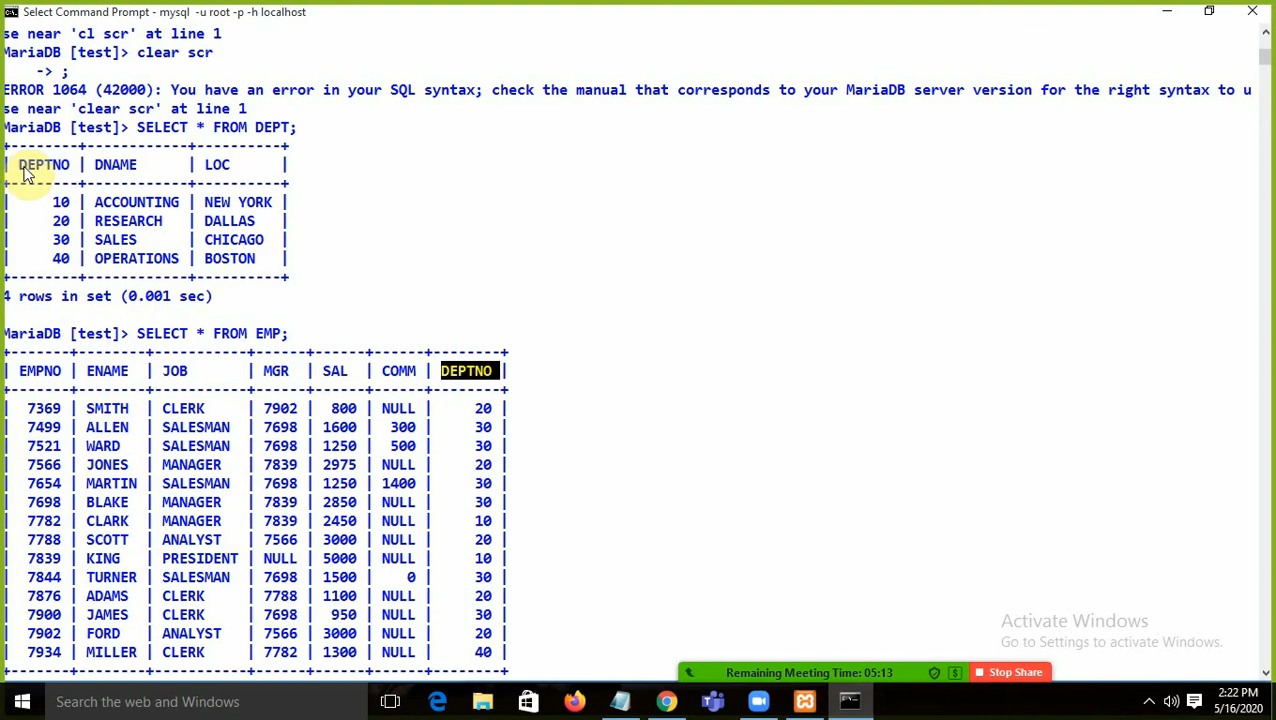 Select Command Prompt - mysql -u root -p -h localhost
se near 'cl scr' at line 1
MariaDB [test]> clear scr
    -> ;
ERROR 1064 (42000): You have an error in your SQL syntax; check the manual that corresponds to your MariaDB server version for the right syntax to u
se near 'clear scr' at line 1
MariaDB [test]> SELECT * FROM DEPT;
+--------+------------+----------+
| DEPTNO | DNAME      | LOC      |
+--------+------------+----------+
|     10 | ACCOUNTING | NEW YORK |
|     20 | RESEARCH   | DALLAS   |
|     30 | SALES      | CHICAGO  |
|     40 | OPERATIONS | BOSTON   |
+--------+------------+----------+
4 rows in set (0.001 sec)
MariaDB [test]> SELECT * FROM EMP;
+-------+--------+-----------+------+------+------+--------+
| EMPNO | ENAME  | JOB       | MGR  | SAL  | COMM | DEPTNO |
+-------+--------+-----------+------+------+------+--------+
|  7369 | SMITH  | CLERK     | 7902 |  800 | NULL |     20 |
|  7499 | ALLEN  | SALESMAN  | 7698 | 1600 |  300 |     30 |
|  7521 | WARD   | SALESMAN  | 7698 | 1250 |  500 |     30 |
|  7566 | JONES  | MANAGER   | 7839 | 2975 | NULL |     20 |
|  7654 | MARTIN | SALESMAN  | 7698 | 1250 | 1400 |     30 |
|  7698 | BLAKE  | MANAGER   | 7839 | 2850 | NULL |     30 |
|  7782 | CLARK  | MANAGER   | 7839 | 2450 | NULL |     10 |
|  7788 | SCOTT  | ANALYST   | 7566 | 3000 | NULL |     20 |
|  7839 | KING   | PRESIDENT | NULL | 5000 | NULL |     10 |
|  7844 | TURNER | SALESMAN  | 7698 | 1500 |    0 |     30 |
|  7876 | ADAMS  | CLERK     | 7788 | 1100 | NULL |     20 |
|  7900 | JAMES  | CLERK     | 7698 |  950 | NULL |     30 |
|  7902 | FORD   | ANALYST   | 7566 | 3000 | NULL |     20 |
|  7934 | MILLER | CLERK     | 7782 | 1300 | NULL |     40 |
+-------+--------+-----------+------+------+------+--------+
Activate Windows
Go to Settings to activate Windows.
Remaining Meeting Time: 05:13
Stop Share
Search the web and Windows
2:22 PM
5/16/2020